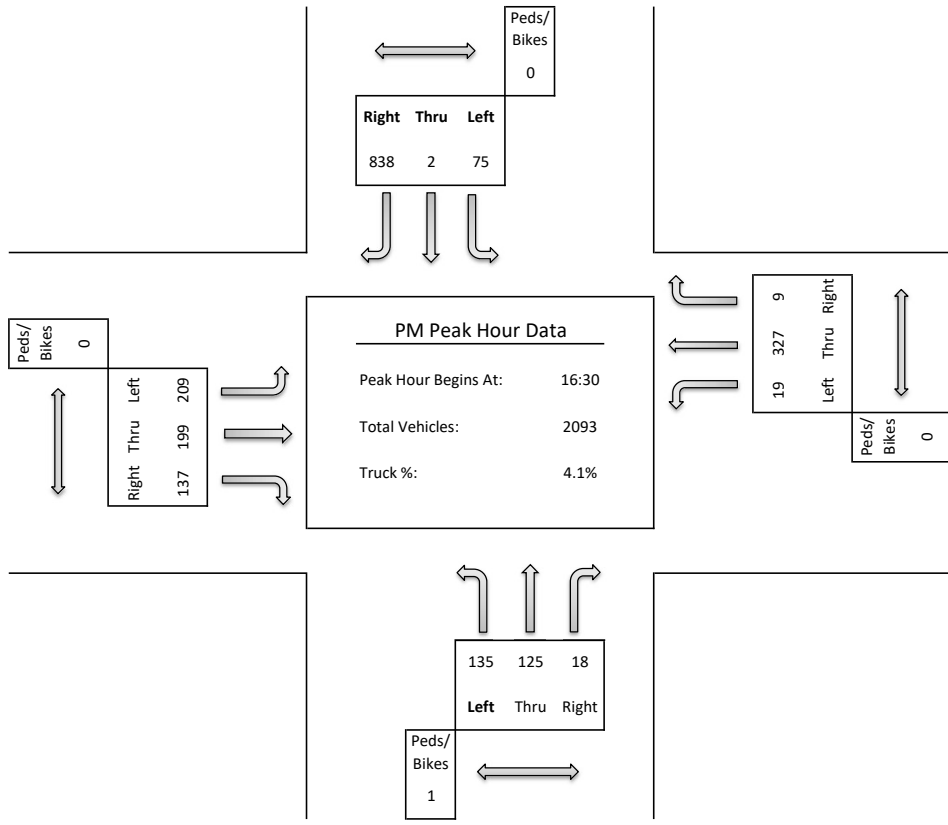 Peds/
Bikes
0
Right Thru Left
838 2 75
Peds/
Bikes
0
Left 209
Thru 199
Right 137
PM Peak Hour Data
Peak Hour Begins At: 16:30
Total Vehicles: 2093
Truck %: 4.1%
9 Right
327 Thru
19 Left
Peds/
Bikes
0
135 125 18
Left Thru Right
Peds/
Bikes
1